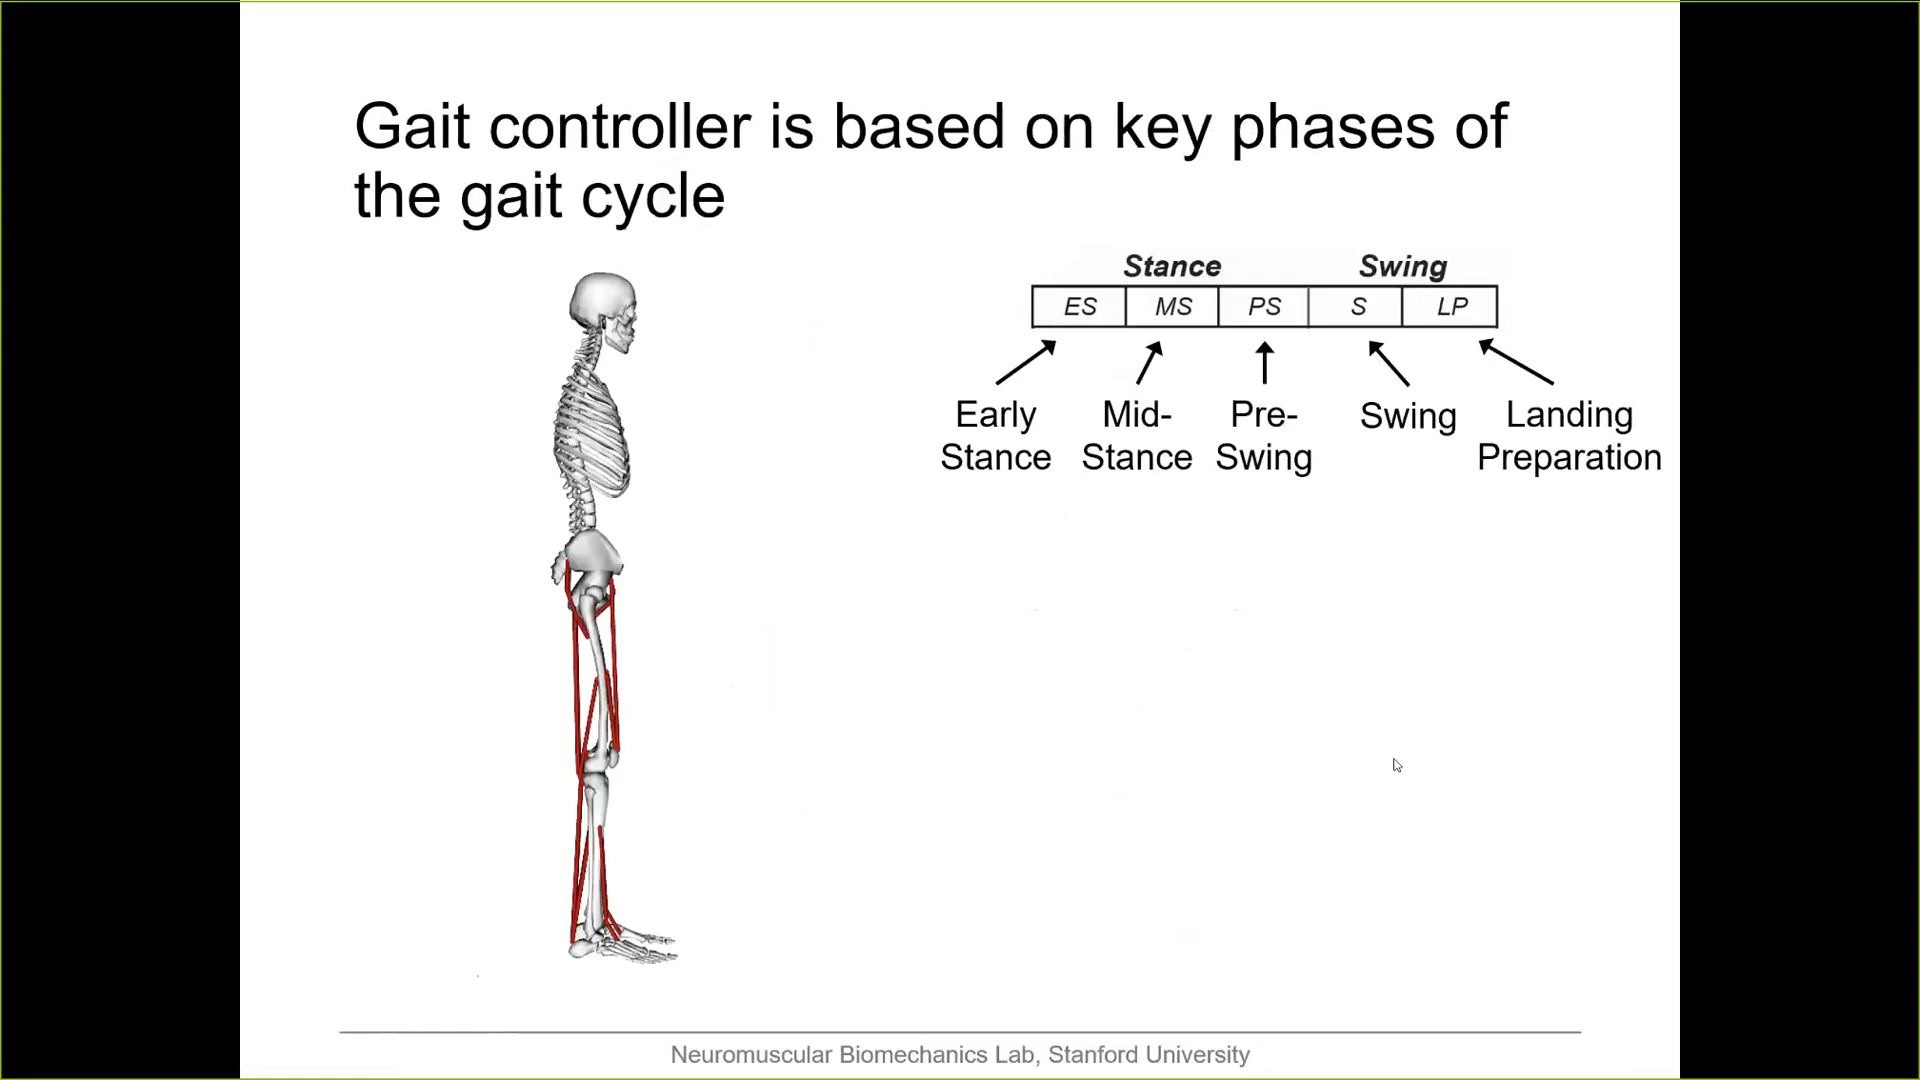 Gait controller is based on key phases of
the gait cycle
Stance Swing
ES MS PS S LP
Early Mid- Pre- Swing Landing
Stance Stance Swing Preparation
Neuromuscular Biomechanics Lab, Stanford University